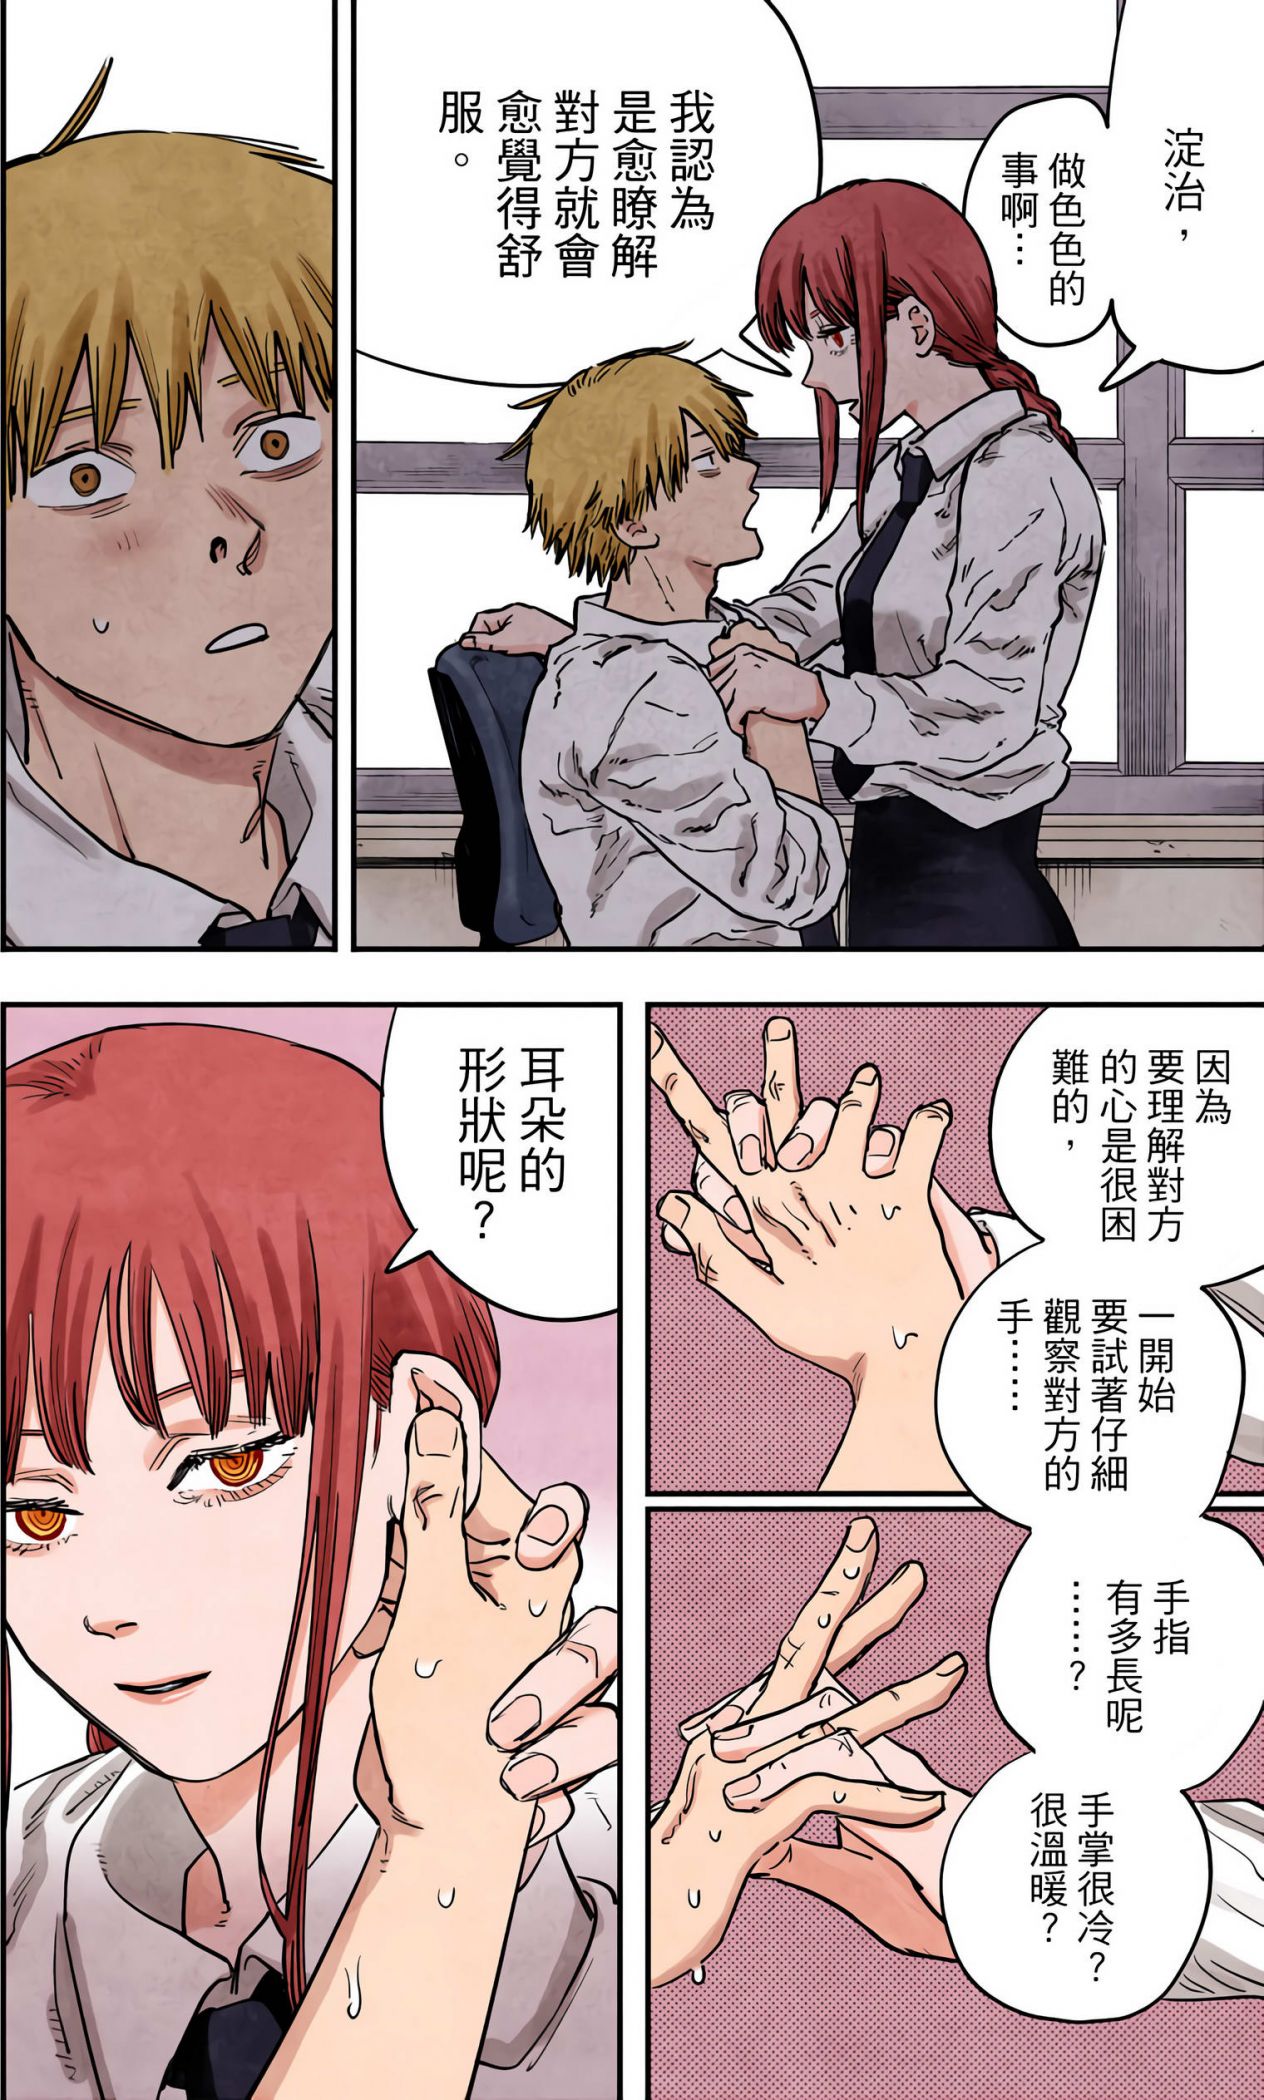 淀治，
做色色的
事啊…
我認為
是愈瞭解
對方就會
愈覺得舒
服。
因為
要理解對方
的心是很困
難的，
一開始
要試著仔細
觀察對方的
手……
手指
有多長呢
……？
手掌很冷？
很溫暖？
耳朵的
形狀呢？